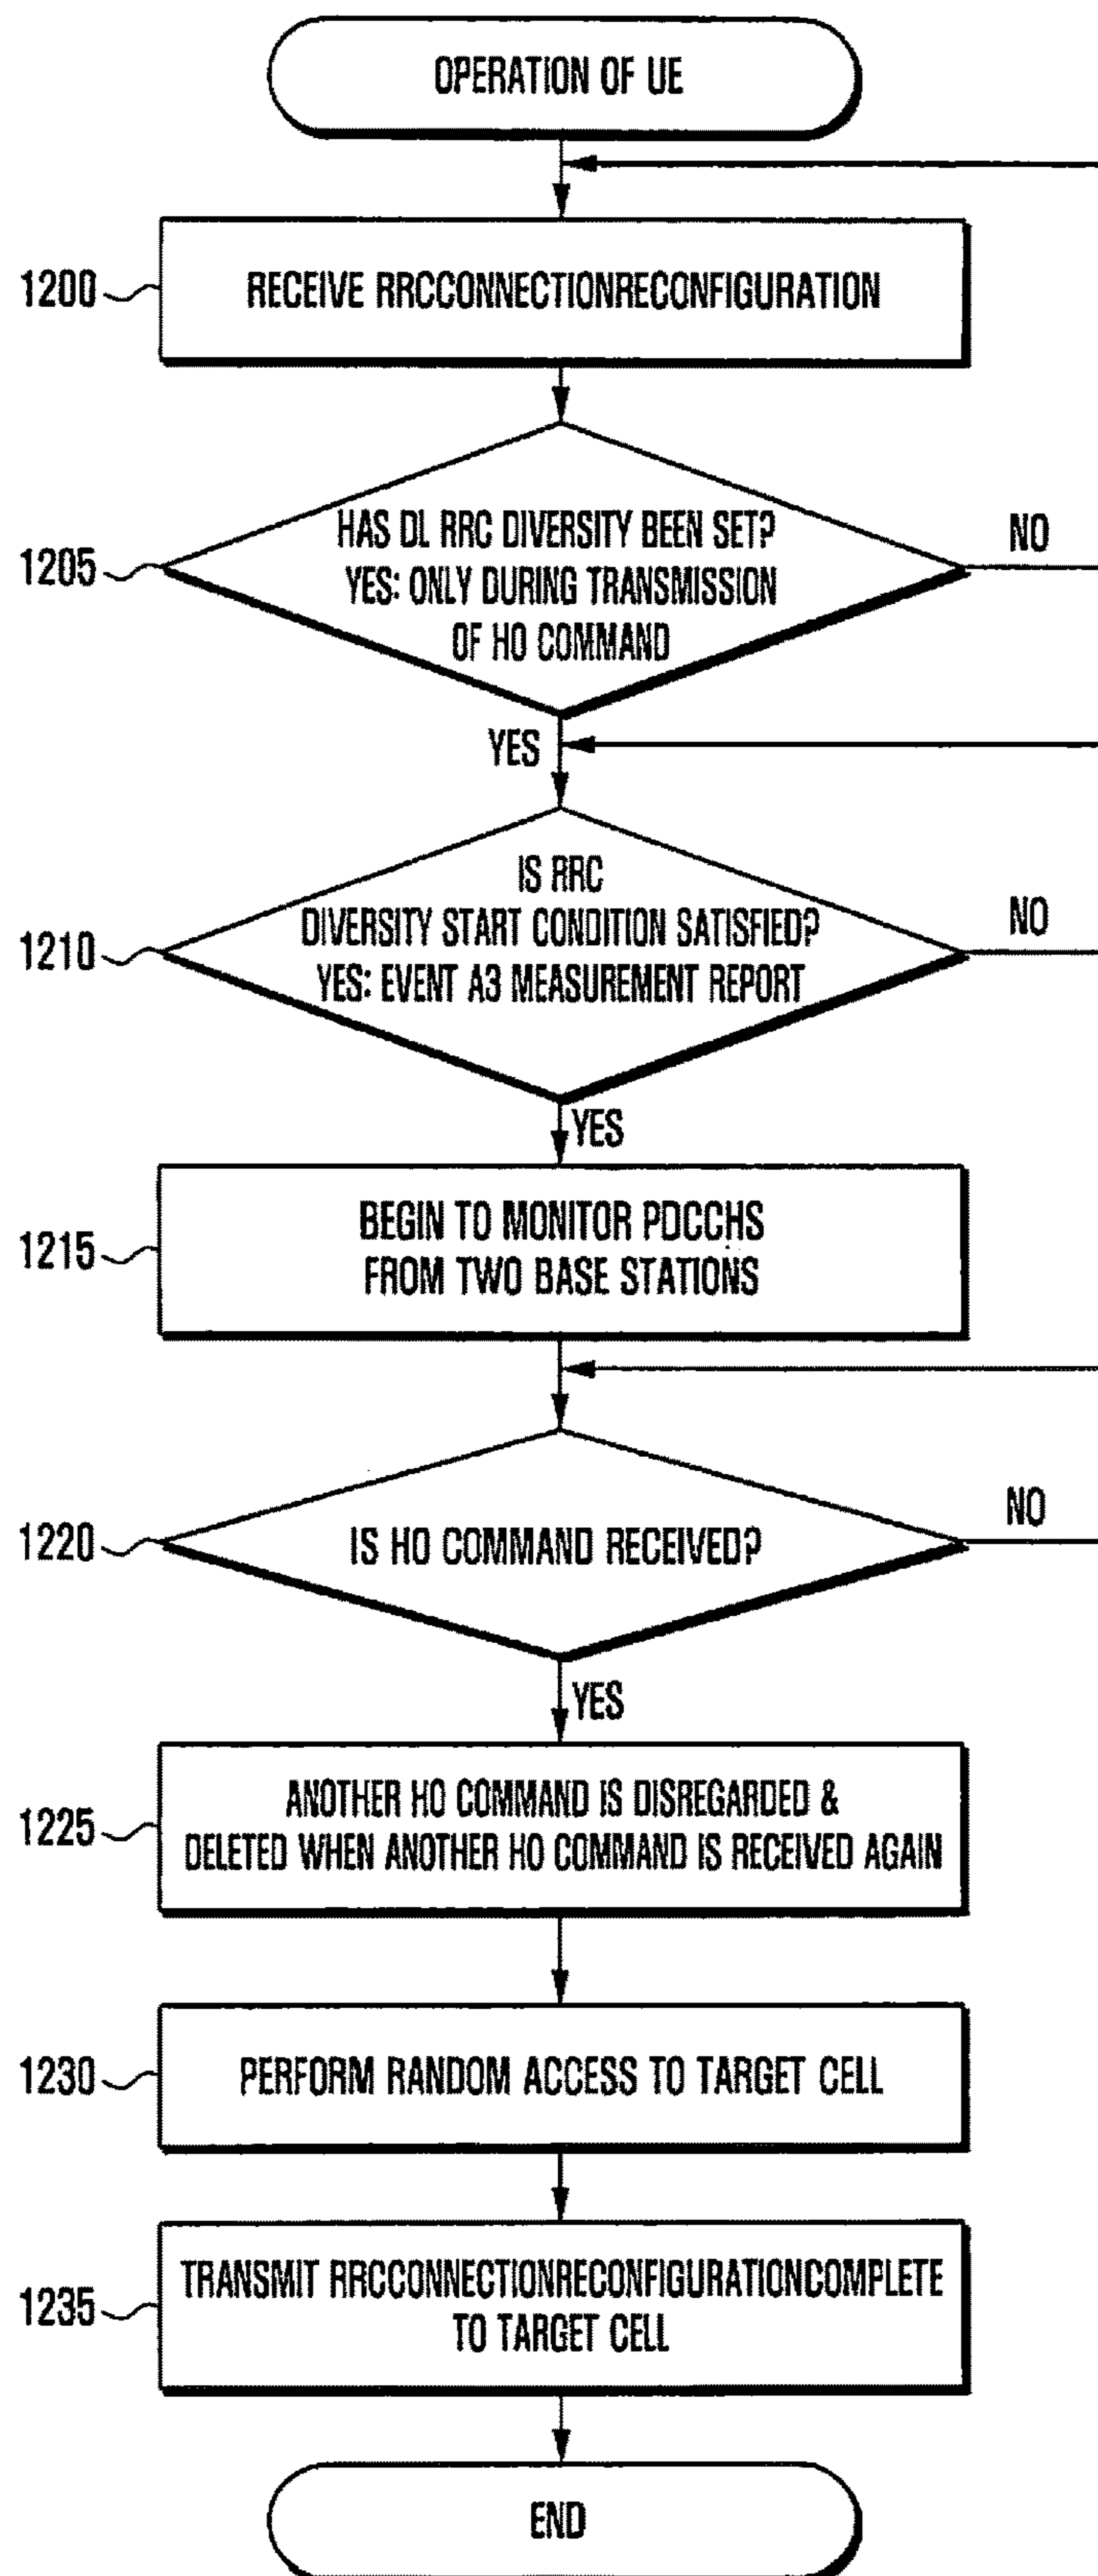 OPERATION OF UE
1200
RECEIVE RRCCONNECTIONRECONFIGURATION
1205
HAS DL RRC DIVERSITY BEEN SET?
YES: ONLY DURING TRANSMISSION
OF HO COMMAND
NO
YES
1210
IS RRC
DIVERSITY START CONDITION SATISFIED?
YES: EVENT A3 MEASUREMENT REPORT
NO
YES
1215
BEGIN TO MONITOR PDCCHS
FROM TWO BASE STATIONS
1220
IS HO COMMAND RECEIVED?
NO
YES
1225
ANOTHER HO COMMAND IS DISREGARDED &
DELETED WHEN ANOTHER HO COMMAND IS RECEIVED AGAIN
1230
PERFORM RANDOM ACCESS TO TARGET CELL
1235
TRANSMIT RRCCONNECTIONRECONFIGURATIONCOMPLETE
TO TARGET CELL
END